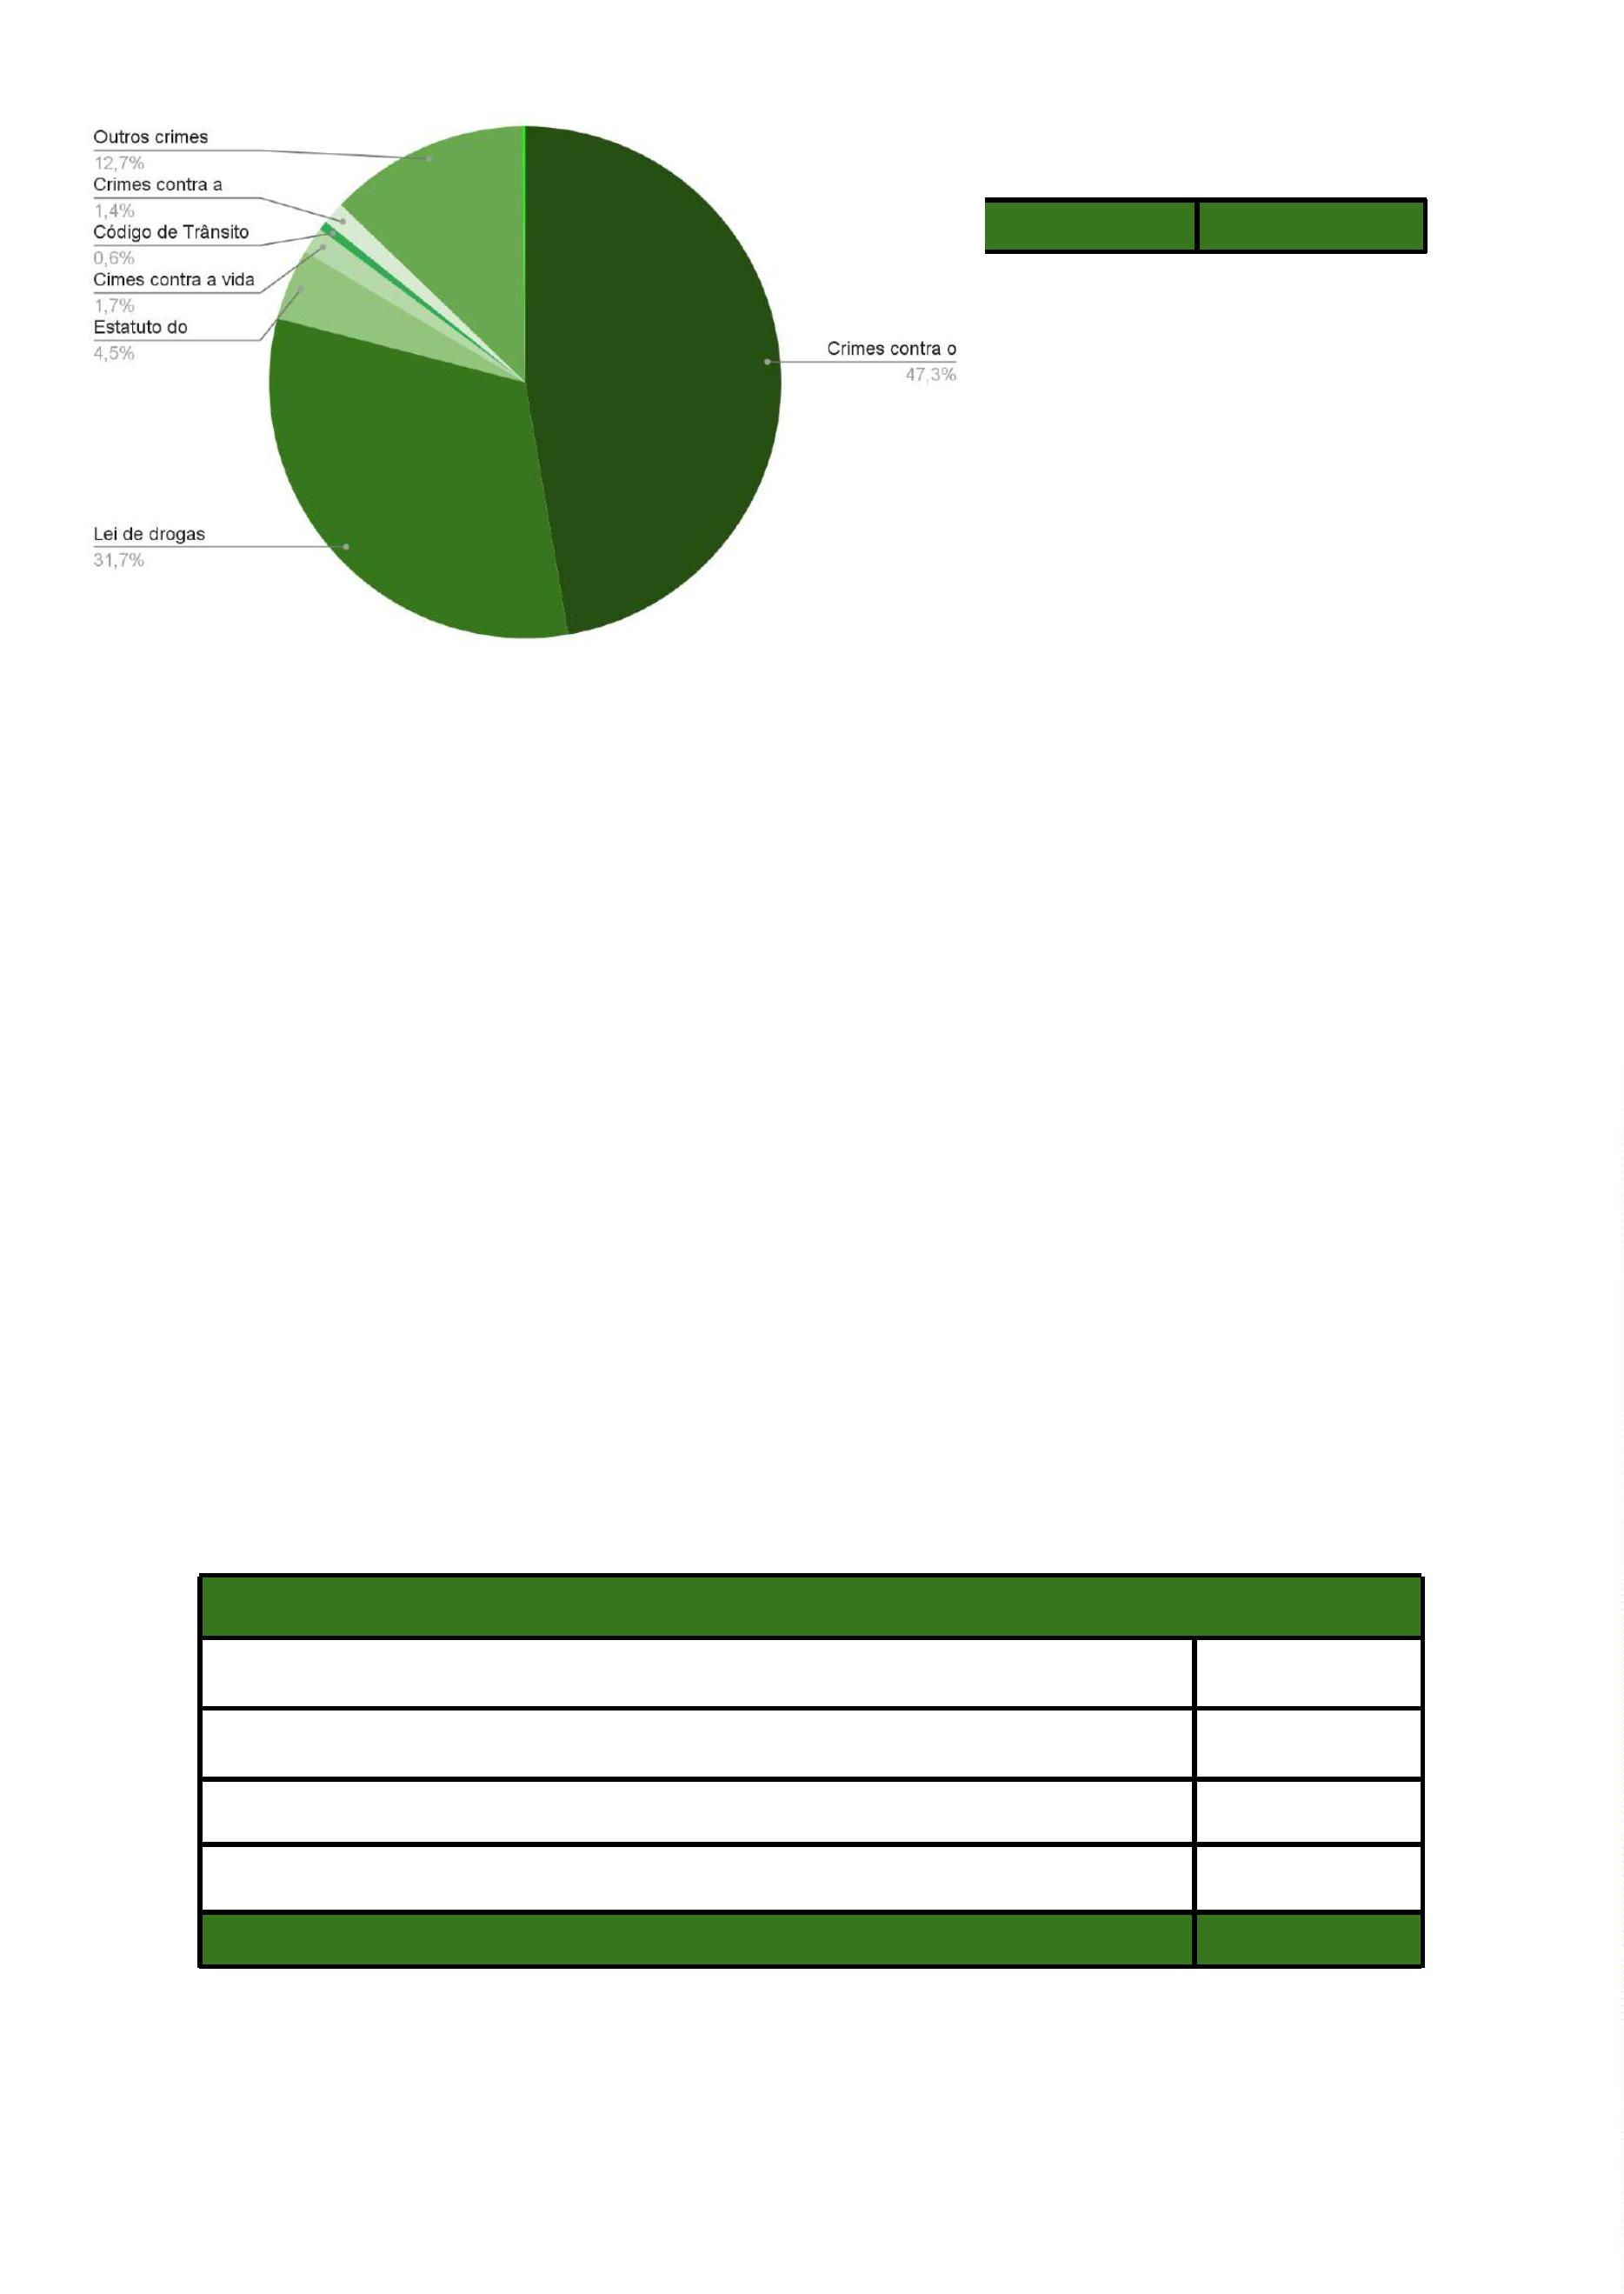 Outros crimes
12,7%
Crimes contra a
1,4%
Código de Trânsito
0,6%
Cimes contra a vida
1,7%
Estatuto do
4,5%
Crimes contra o
47,3%
Lei de drogas
31,7%